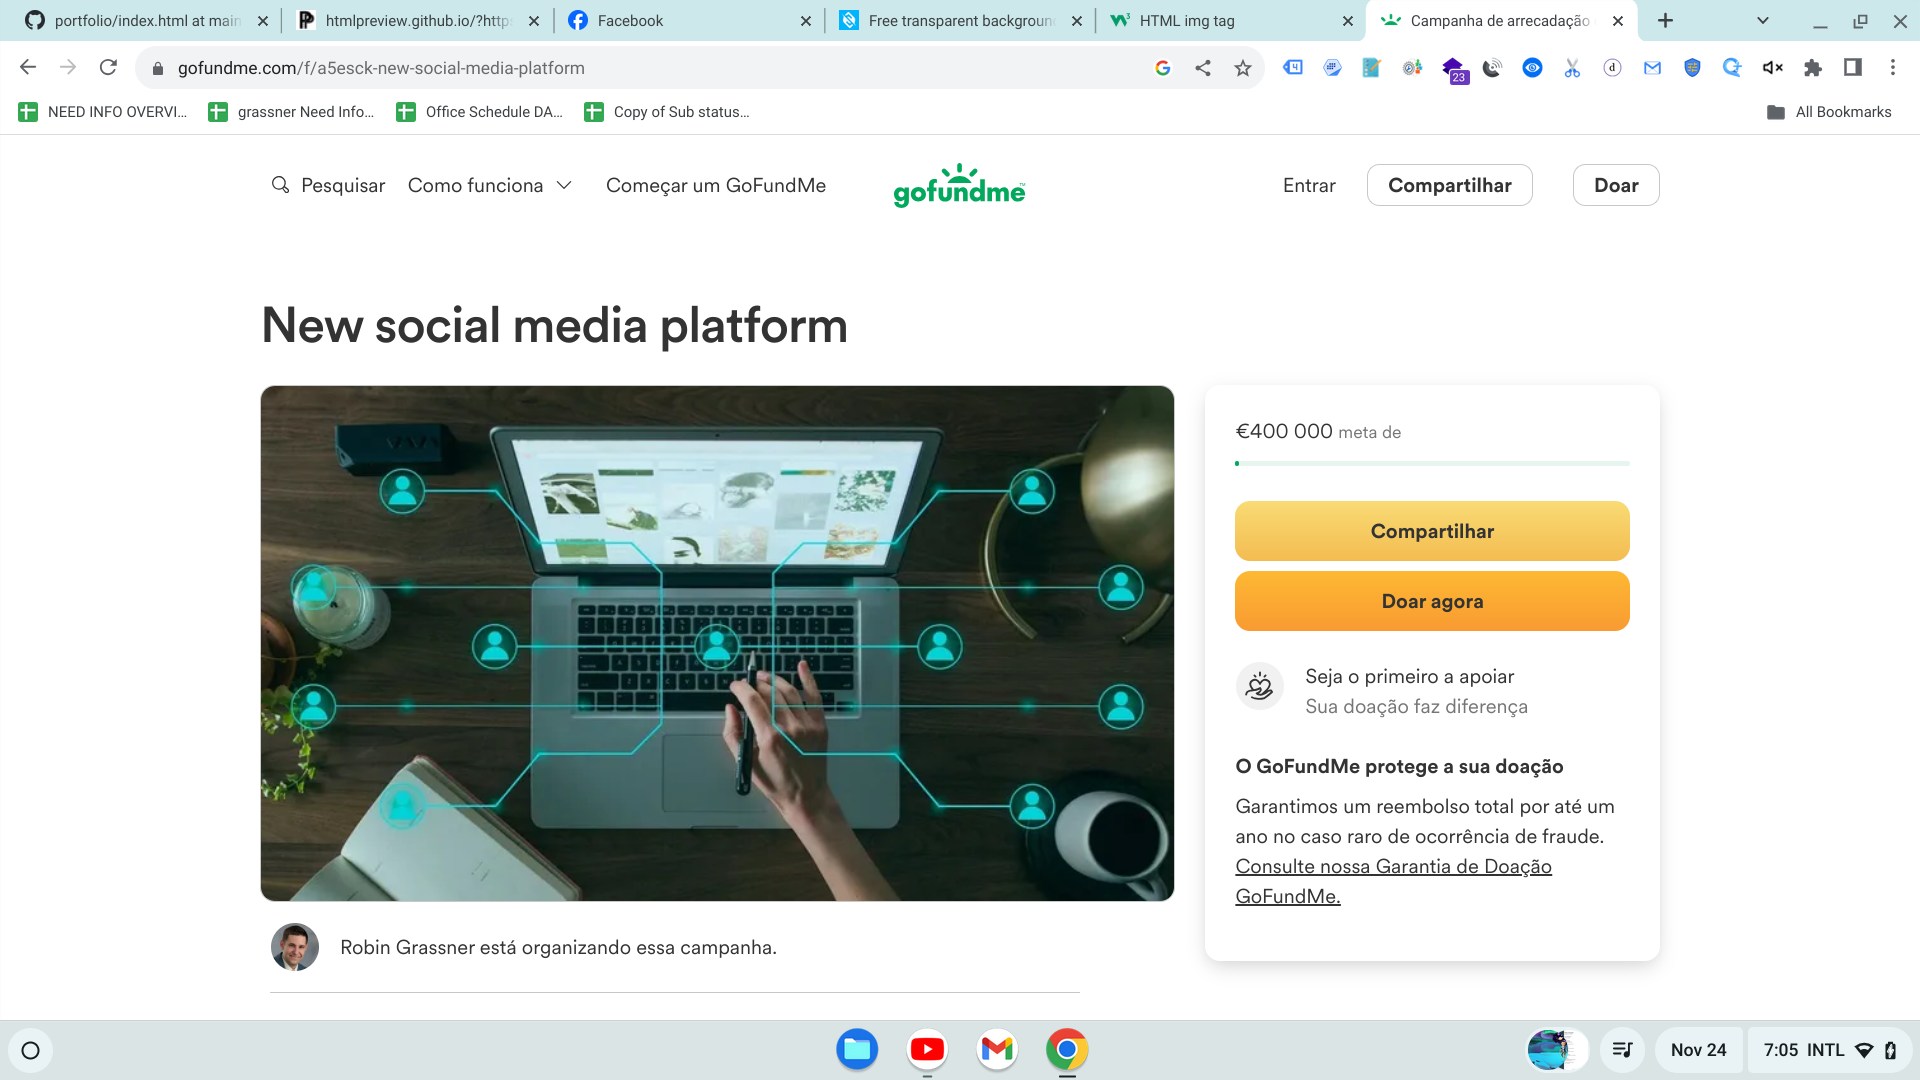 portfolio/index.html at main
htmlpreview.github.io/?http
Facebook
Free transparent backgroun
HTML img tag
Campanha de arrecadação
gofundme.com/f/a5esck-new-social-media-platform
23
NEED INFO OVERVI...
grassner Need Info...
Office Schedule DA...
Copy of Sub status...
All Bookmarks
Pesquisar
Como funciona
Começar um GoFundMe
gofundme
Entrar
Compartilhar
Doar
New social media platform
€400 000 meta de
Compartilhar
Doar agora
Seja o primeiro a apoiar
Sua doação faz diferença
O GoFundMe protege a sua doação
Garantimos um reembolso total por até um
ano no caso raro de ocorrência de fraude.
Consulte nossa Garantia de Doação
GoFundMe.
Robin Grassner está organizando essa campanha.
Nov 24
7:05 INTL